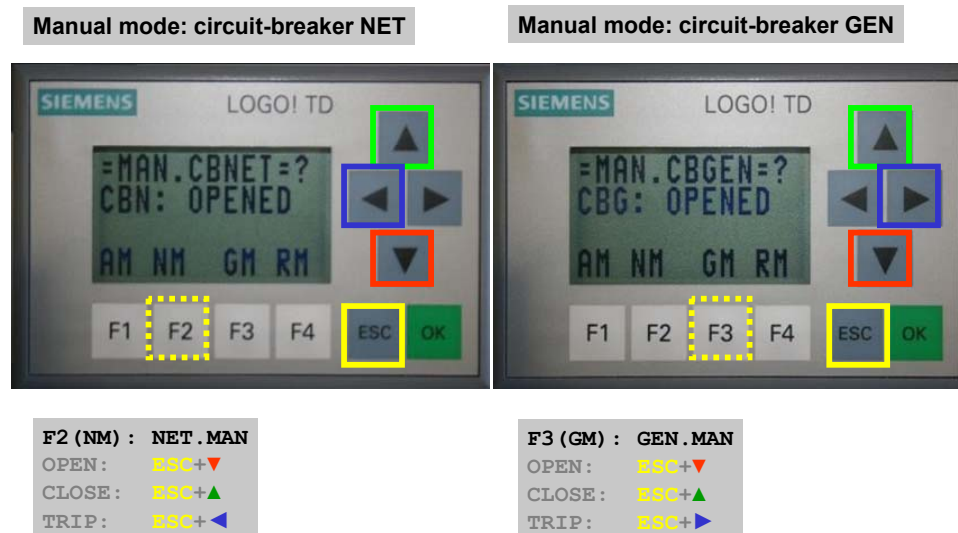 Manual mode: circuit-breaker NET
SIEMENS LOGO! TD
=MAN.CBNET=?
CBN: OPENED
AM NM GM RM
F1 F2 F3 F4 ESC OK
F2(NM): NET.MAN
OPEN: ESC+▼
CLOSE: ESC+▲
TRIP: ESC+◄
Manual mode: circuit-breaker GEN
SIEMENS LOGO! TD
=MAN.CBGEN=?
CBG: OPENED
AM NM GM RM
F1 F2 F3 F4 ESC OK
F3(GM): GEN.MAN
OPEN: ESC+▼
CLOSE: ESC+▲
TRIP: ESC+►